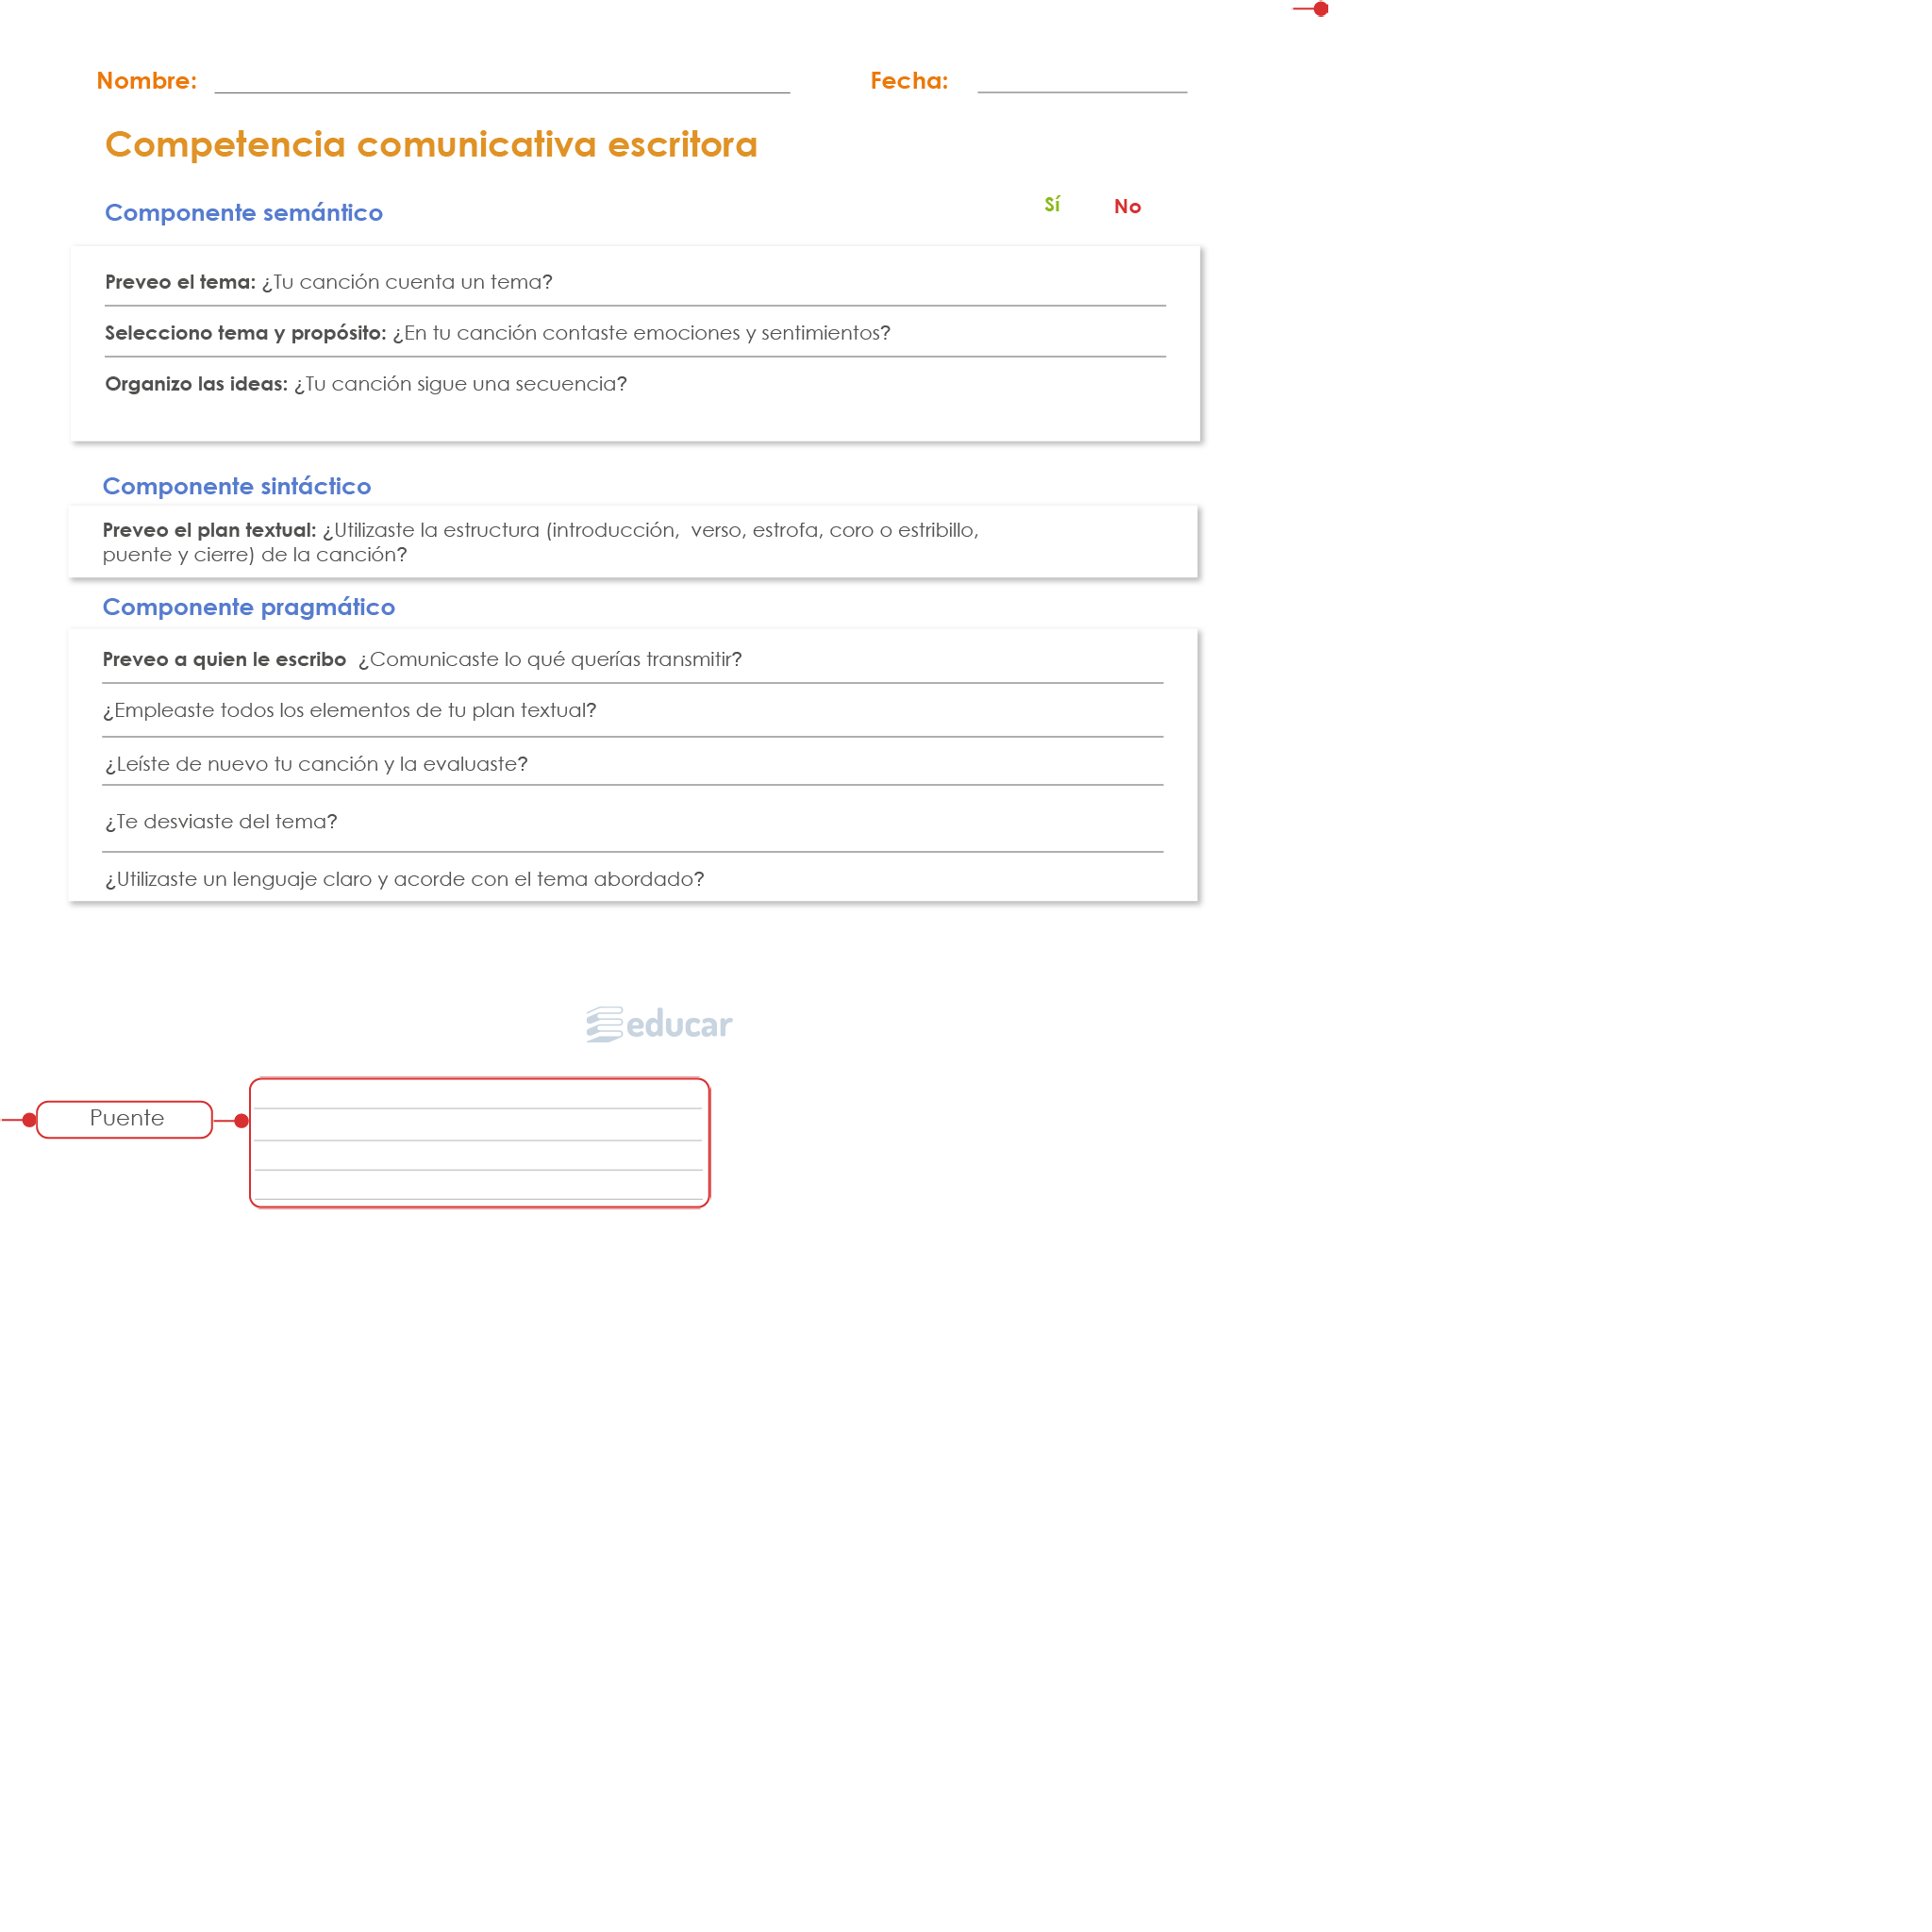 Nombre: Fecha:
Competencia comunicativa escritora
Componente semántico Sí No
Preveo el tema: ¿Tu canción cuenta un tema?
Selecciono tema y propósito: ¿En tu canción contaste emociones y sentimientos?
Organizo las ideas: ¿Tu canción sigue una secuencia?
Componente sintáctico
Preveo el plan textual: ¿Utilizaste la estructura (introducción, verso, estrofa, coro o estribillo,
puente y cierre) de la canción?
Componente pragmático
Preveo a quien le escribo ¿Comunicaste lo qué querías transmitir?
¿Empleaste todos los elementos de tu plan textual?
¿Leíste de nuevo tu canción y la evaluaste?
¿Te desviaste del tema?
¿Utilizaste un lenguaje claro y acorde con el tema abordado?
educar
Puente